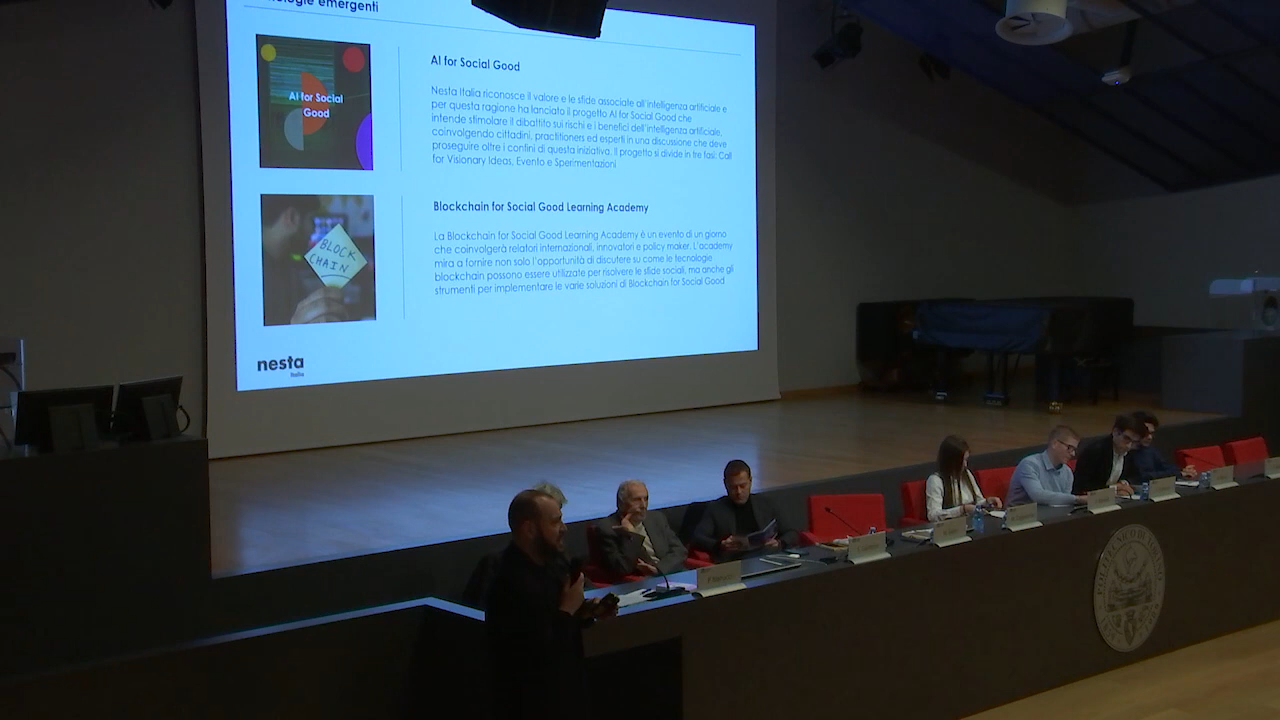 nologie emergenti
AI for Social
Good
AI for Social Good
Nesta Italia riconosce il valore e le sfide associate all'intelligenza artificiale e
per questa ragione ha lanciato il progetto AI for Social Good che
intende stimolare il dibattito sui rischi e i benefici dell'intelligenza artificiale,
coinvolgendo cittadini, practitioners ed esperti in una discussione che deve
proseguire oltre i confini di questa iniziativa. Il progetto si divide in tre fasi: Call
for Visionary Ideas, Evento e Sperimentazioni
BLOCK
CHAIN
Blockchain for Social Good Learning Academy
La Blockchain for Social Good Learning Academy è un evento di un giorno
che coinvolgerà relatori internazionali, innovatori e policy maker. L'academy
mira a fornire non solo l'opportunità di discutere su come le tecnologie
blockchain possono essere utilizzate per risolvere le sfide sociali, ma anche gli
strumenti per implementare le varie soluzioni di Blockchain for Social Good
nesta
Italia
POLITECNICO DI